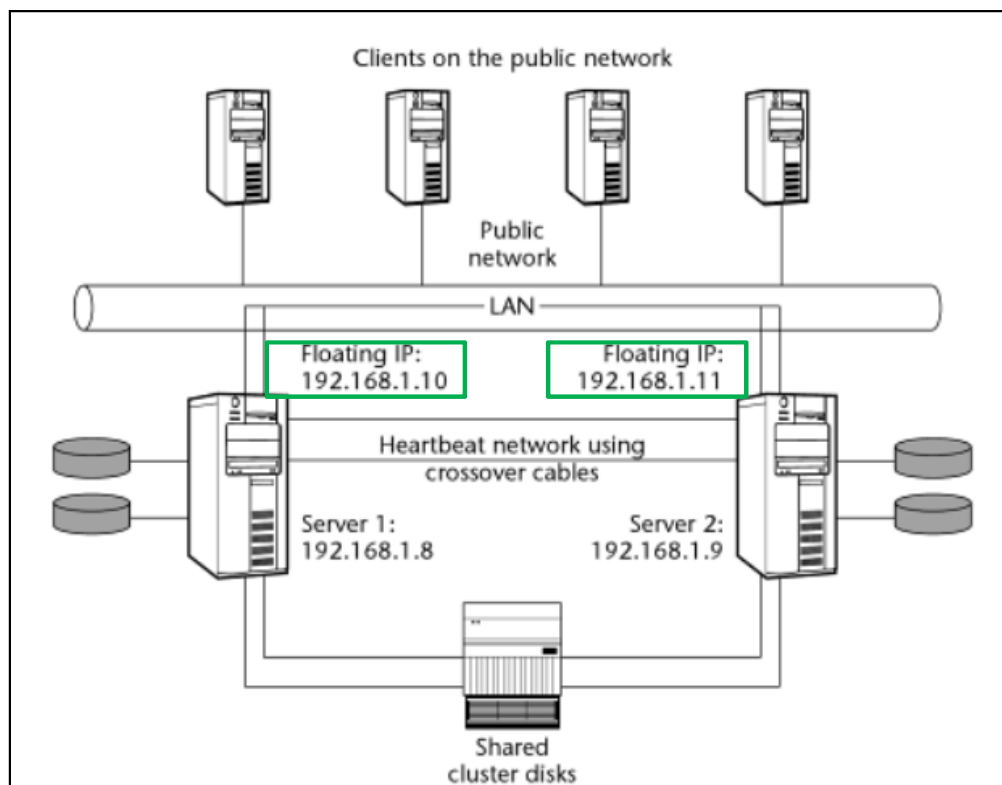 Clients on the public network
Public
network
LAN
Floating IP:
192.168.1.10
Floating IP:
192.168.1.11
Heartbeat network using
crossover cables
Server 1:
192.168.1.8
Server 2:
192.168.1.9
Shared
cluster disks